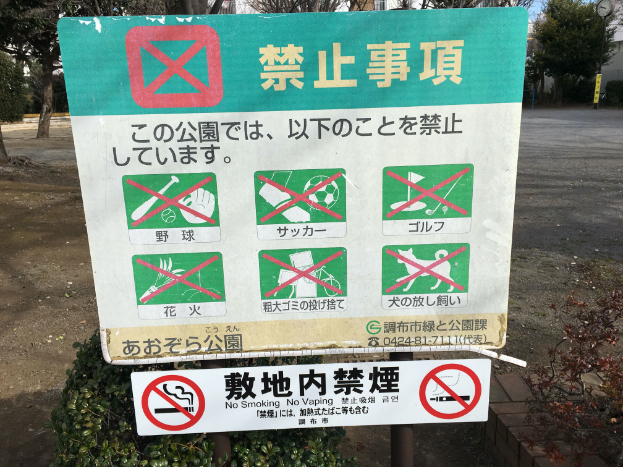 禁止事項
この公園では、以下のことを禁止
しています。
野球
サッカー
ゴルフ
花火
粗大ゴミの投げ捨て
犬の放し飼い
こうえん
あおぞら公園
調布市緑と公園課
☎0424-81-7111(代表)
敷地内禁煙
No Smoking No Vaping 禁止吸烟 금연
「禁煙」には、加熱式たばこ等も含む
調布市